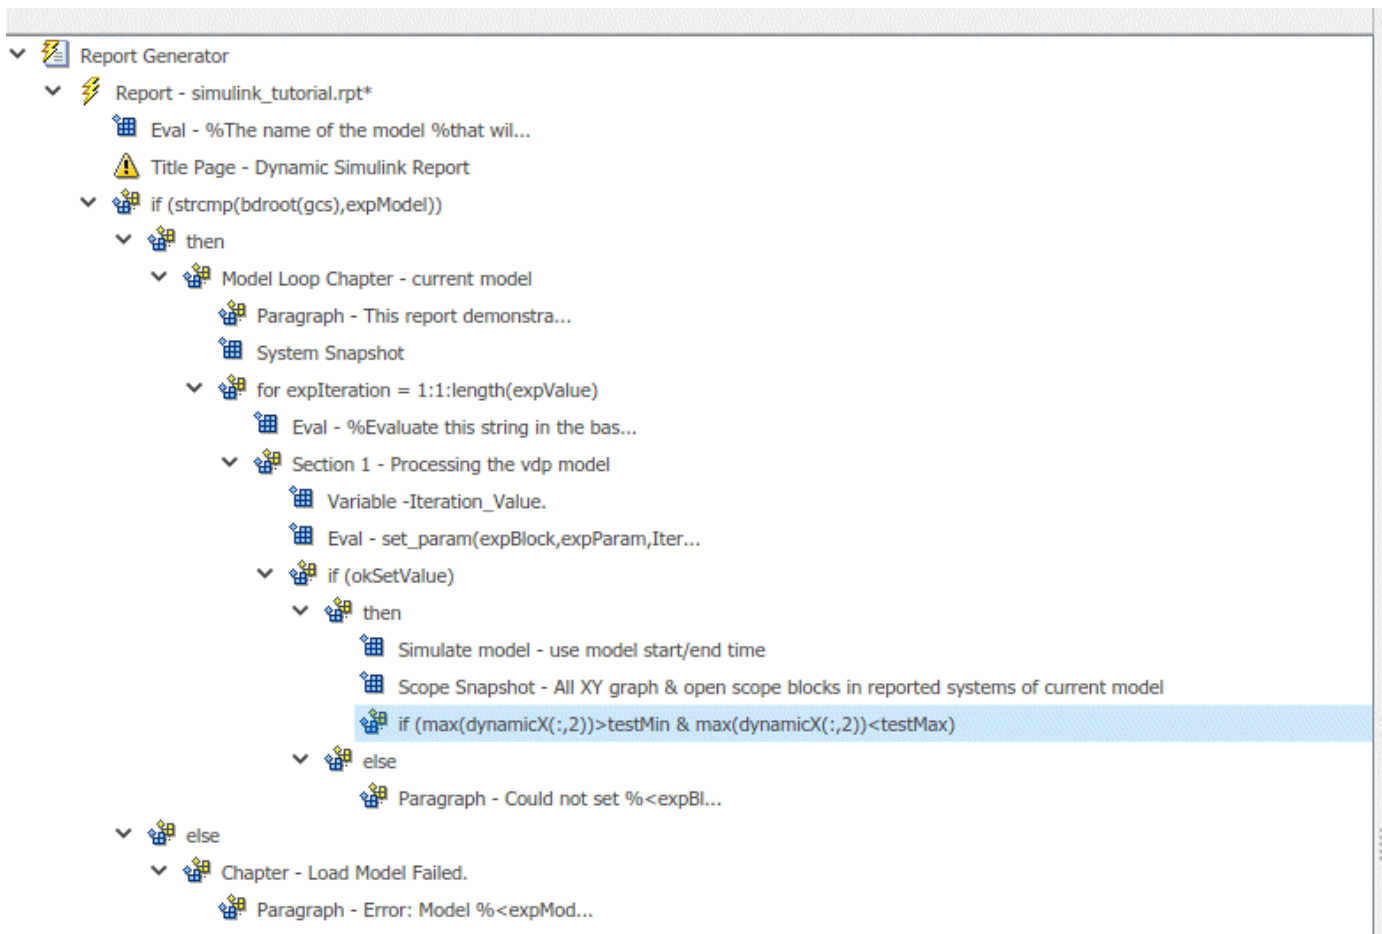 Report Generator
Report - simulink_tutorial.rpt*
Eval - %The name of the model %that wil...
Title Page - Dynamic Simulink Report
if (strcmp(bdroot(gcs),expModel))
then
Model Loop Chapter - current model
Paragraph - This report demonstra...
System Snapshot
for expIteration = 1:1:length(expValue)
Eval - %Evaluate this string in the bas...
Section 1 - Processing the vdp model
Variable -Iteration_Value.
Eval - set_param(expBlock,expParam,Iter...
if (okSetValue)
then
Simulate model - use model start/end time
Scope Snapshot - All XY graph & open scope blocks in reported systems of current model
if (max(dynamicX(:,2))>testMin & max(dynamicX(:,2))<testMax)
else
Paragraph - Could not set %<expBl...
else
Chapter - Load Model Failed.
Paragraph - Error: Model %<expMod...